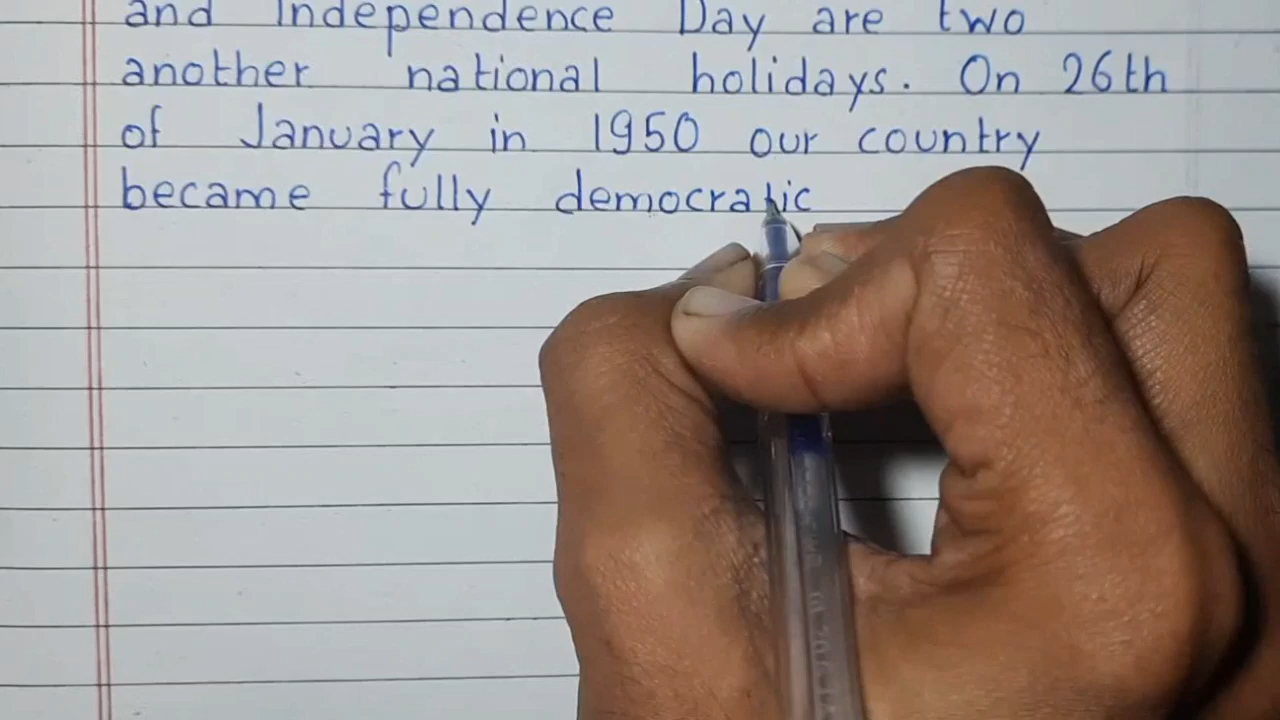 and Independence Day are two
another national holidays. On 26th
of January in 1950 our country
became fully democratic